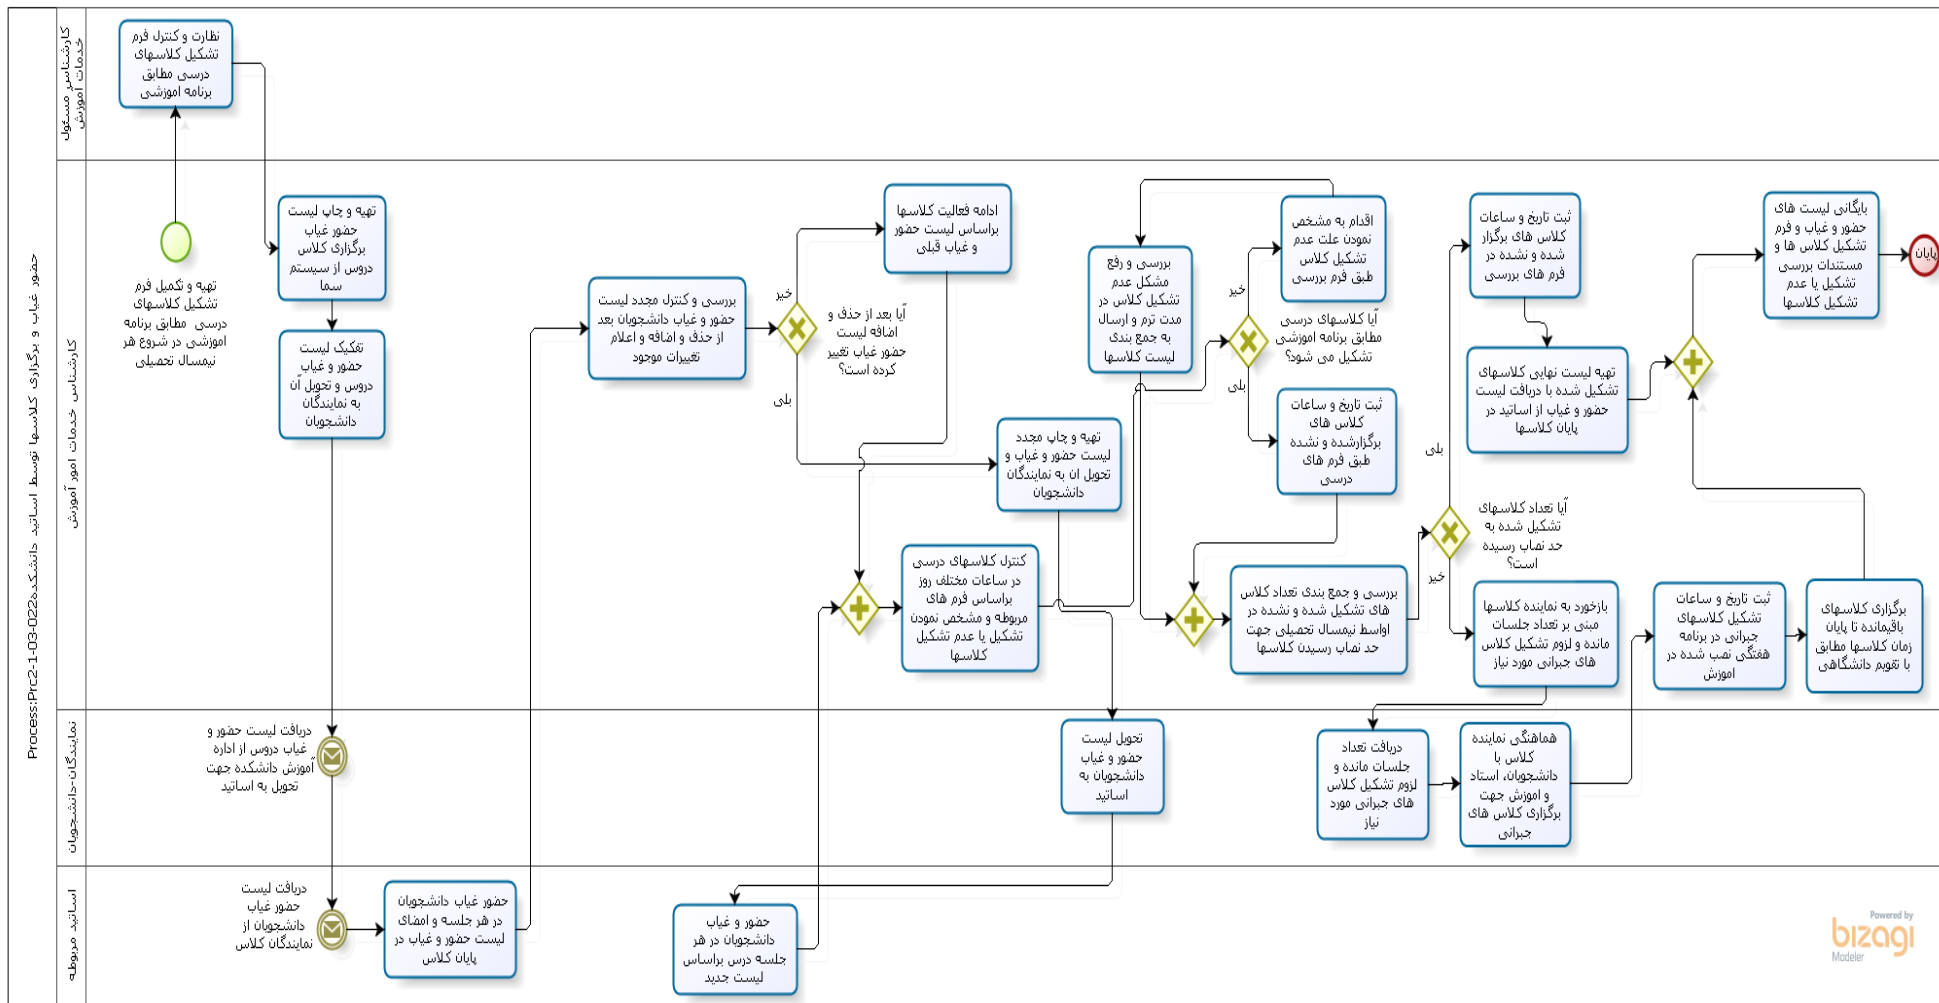 Process:Prc2-1-03-022حضور غیاب و برگزاری کلاسها توسط اساتید دانشکده
کارشناس مسئول
خدمات اموزش
نظارت و کنترل فرم
تشکیل کلاسهای
درسی مطابق
برنامه اموزشی
کارشناس خدمات امور آموزش
تهیه و تکمیل فرم
تشکیل کلاسهای
درسی مطابق برنامه
اموزشی در شروع هر
نیمسال تحصیلی
تهیه و چاپ لیست
حضور غیاب
برگزاری کلاس
دروس از سیستم
سما
تفکیک لیست
حضور و غیاب
دروس و تحویل آن
به نمایندگان
دانشجویان
بررسی و کنترل مجدد لیست
حضور و غیاب دانشجویان بعد
از حذف و اضافه و اعلام
تغییرات موجود
خیر
آیا بعد از حذف و
اضافه لیست
حضور غیاب تغییر
کرده است؟
بلی
ادامه فعالیت کلاسها
براساس لیست حضور
و غیاب قبلی
تهیه و چاپ مجدد
لیست حضور و غیاب و
تحویل ان به نمایندگان
دانشجویان
کنترل کلاسهای درسی
در ساعات مختلف روز
براساس فرم های
مربوطه و مشخص نمودن
تشکیل یا عدم تشکیل
کلاسها
بررسی و رفع
مشکل عدم
تشکیل کلاس در
مدت ترم و ارسال
به جمع بندی
لیست کلاسها
خیر
آیا کلاسهای درسی
مطابق برنامه اموزشی
تشکیل می شود؟
بلی
اقدام به مشخص
نمودن علت عدم
تشکیل کلاس
طبق فرم بررسی
ثبت تاریخ و ساعات
کلاس های
برگزارشده و نشده
طبق فرم های
درسی
بررسی و جمع بندی تعداد کلاس
های تشکیل شده و نشده در
اواسط نیمسال تحصیلی جهت
حد نصاب رسیدن کلاسها
بلی
آیا تعداد کلاسهای
تشکیل شده به
حد نصاب رسیده
است؟
خیر
ثبت تاریخ و ساعات
کلاس های برگزار
شده و نشده در
فرم های بررسی
تهیه لیست نهایی کلاسهای
تشکیل شده با دریافت لیست
حضور و غیاب از اساتید در
پایان کلاسها
بازخورد به نماینده کلاسها
مبنی بر تعداد جلسات
مانده و لزوم تشکیل کلاس
های جبرانی مورد نیاز
ثبت تاریخ و ساعات
تشکیل کلاسهای
جبرانی در برنامه
هفتگی نصب شده در
اموزش
برگزاری کلاسهای
باقیمانده تا پایان
زمان کلاسها مطابق
با تقویم دانشگاهی
بایگانی لیست های
حضور و غیاب و فرم
تشکیل کلاس ها و
مستندات بررسی
تشکیل یا عدم
تشکیل کلاسها
پایان
نمایندگان-دانشجویان
دریافت لیست حضور و
غیاب دروس از اداره
آموزش دانشکده جهت
تحویل به اساتید
تحویل لیست
حضور و غیاب
دانشجویان به
اساتید
دریافت تعداد
جلسات مانده و
لزوم تشکیل کلاس
های جبرانی مورد
نیاز
هماهنگی نماینده
کلاس با
دانشجویان، استاد
و اموزش جهت
برگزاری کلاس های
جبرانی
اساتید مربوطه
دریافت لیست
حضور غیاب
دانشجویان از
نمایندگان کلاس
حضور غیاب دانشجویان
در هر جلسه و امضای
لیست حضور و غیاب در
پایان کلاس
حضور و غیاب
دانشجویان در هر
جلسه درس براساس
لیست جدید
Powered by
bizagi
Modeler